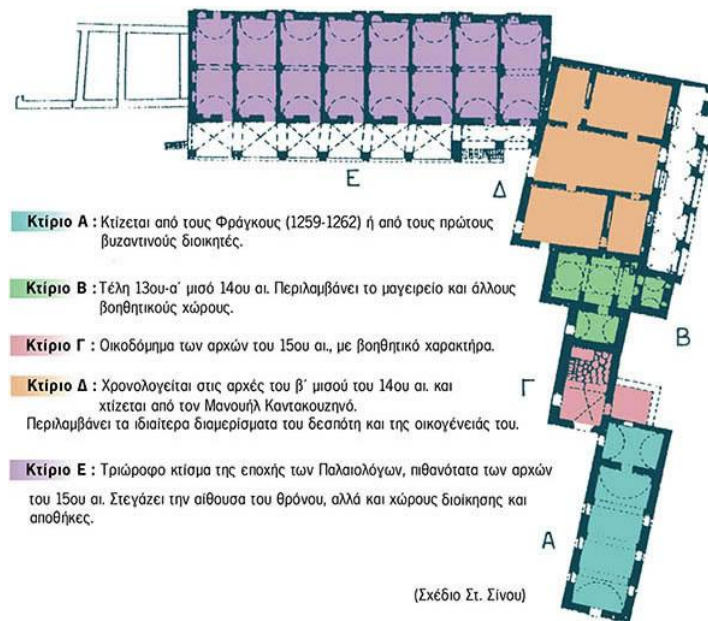 Ε
Δ
Κτίριο Α : Κτίζεται από τους Φράγκους (1259-1262) ή από τους πρώτους
βυζαντινούς διοικητές.
Κτίριο Β : Τέλη 13ου-α΄ μισό 14ου αι. Περιλαμβάνει το μαγειρείο και άλλους
βοηθητικούς χώρους.
Β
Κτίριο Γ : Οικοδόμημα των αρχών του 15ου αι., με βοηθητικό χαρακτήρα.
Γ
Κτίριο Δ : Χρονολογείται στις αρχές του β΄ μισού του 14ου αι. και
χτίζεται από τον Μανουήλ Καντακουζηνό.
Περιλαμβάνει τα ιδιαίτερα διαμερίσματα του δεσπότη και της οικογένειάς του.
Κτίριο Ε : Τριώροφο κτίσμα της εποχής των Παλαιολόγων, πιθανότατα των αρχών
του 15ου αι. Στεγάζει την αίθουσα του θρόνου, αλλά και χώρους διοίκησης και
αποθήκες.
Α
(Σχέδιο Στ. Σίνου)